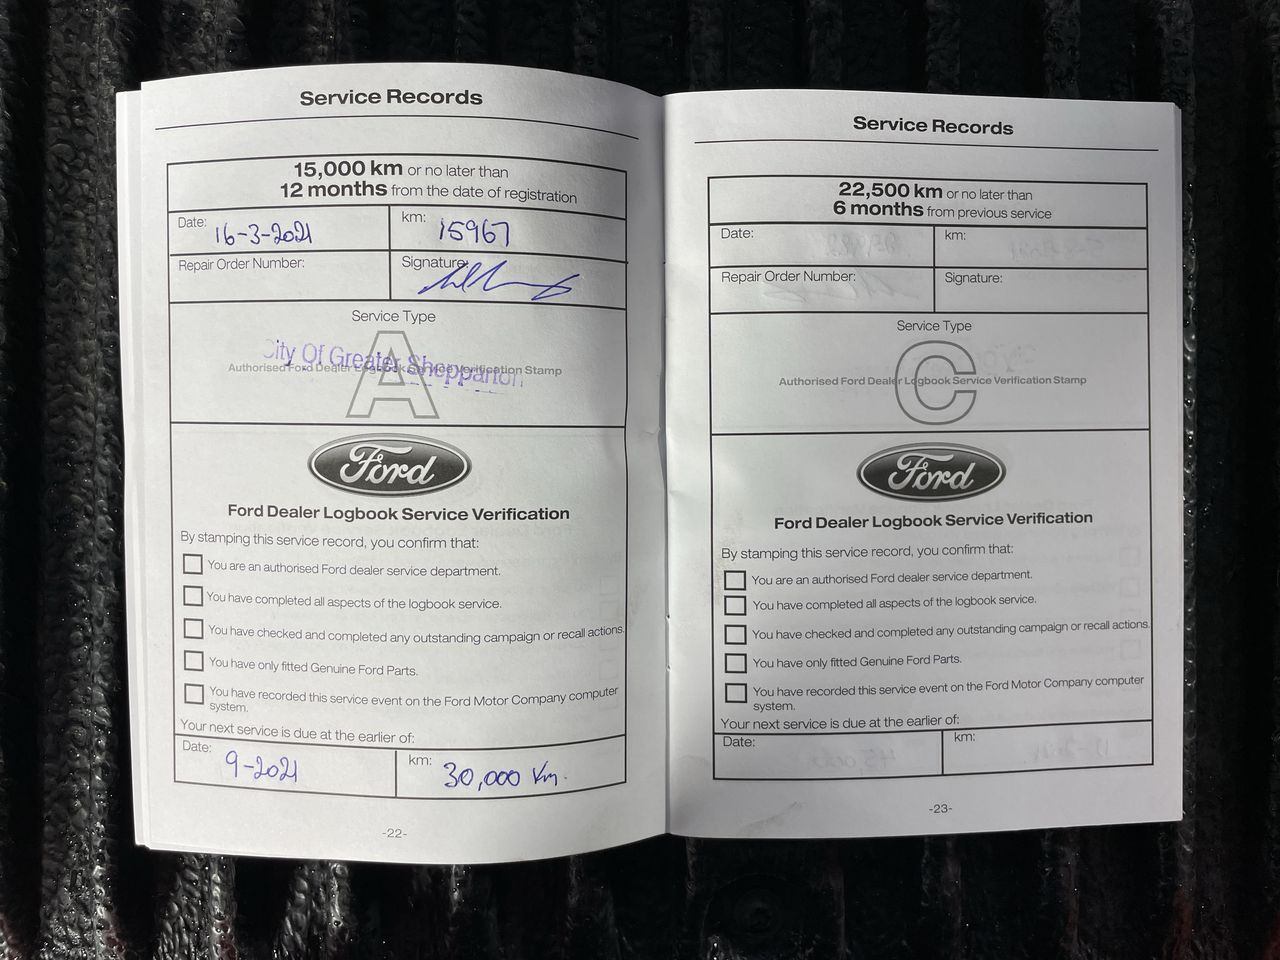 Service Records
15,000 km or no later than
12 months from the date of registration
Date: 16-3-2021
km: 15967
Repair Order Number:
Signature:
Service Type
A
City Of Greater Shepparton
Authorised Ford Dealer Logbook Service Verification Stamp
Ford
Ford Dealer Logbook Service Verification
By stamping this service record, you confirm that:
You are an authorised Ford dealer service department.
You have completed all aspects of the logbook service.
You have checked and completed any outstanding campaign or recall actions.
You have only fitted Genuine Ford Parts.
You have recorded this service event on the Ford Motor Company computer
system.
Your next service is due at the earlier of:
Date: 9-2021
km: 30,000 Km.
-22-
Service Records
22,500 km or no later than
6 months from previous service
Date:
km:
Repair Order Number:
Signature:
Service Type
C
Authorised Ford Dealer Logbook Service Verification Stamp
Ford
Ford Dealer Logbook Service Verification
By stamping this service record, you confirm that:
You are an authorised Ford dealer service department.
You have completed all aspects of the logbook service.
You have checked and completed any outstanding campaign or recall actions.
You have only fitted Genuine Ford Parts.
You have recorded this service event on the Ford Motor Company computer
system.
Your next service is due at the earlier of:
Date:
km:
-23-